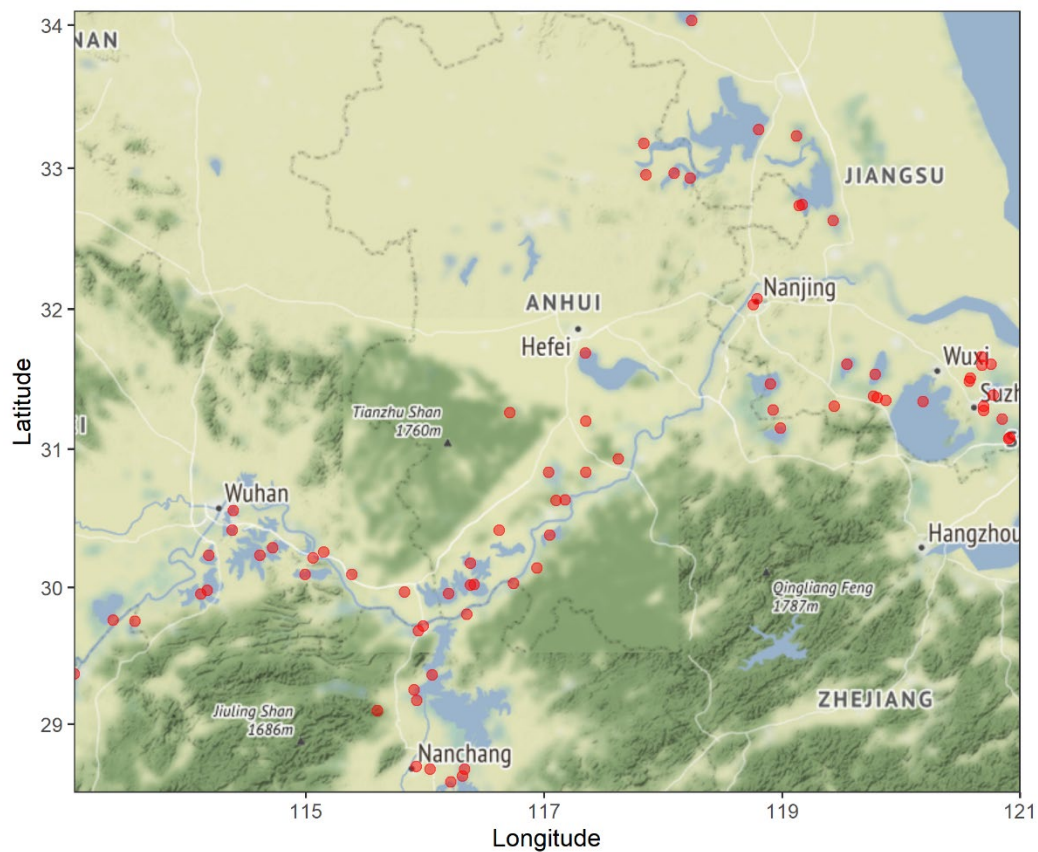 34
NAN
33
JIANGSU
32
Nanjing
ANHUI
Hefei
Wuxi
Suzh
Tianzhu Shan
1760m
31
S
I
Wuhan
Hangzhou
30
Qingliang Feng
1787m
29
Jiuling Shan
1686m
ZHEJIANG
Nanchang
115
117
119
121
Latitude
Longitude